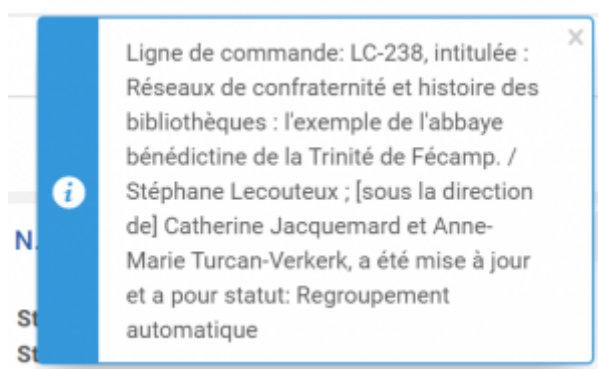 Ligne de commande: LC-238, intitulée :
Réseaux de confraternité et histoire des
bibliothèques : l'exemple de l'abbaye
bénédictine de la Trinité de Fécamp. /
Stéphane Lecouteux ; [sous la direction
de] Catherine Jacquemard et Anne-
Marie Turcan-Verkerk, a été mise à jour
et a pour statut: Regroupement
automatique
N.
St
St